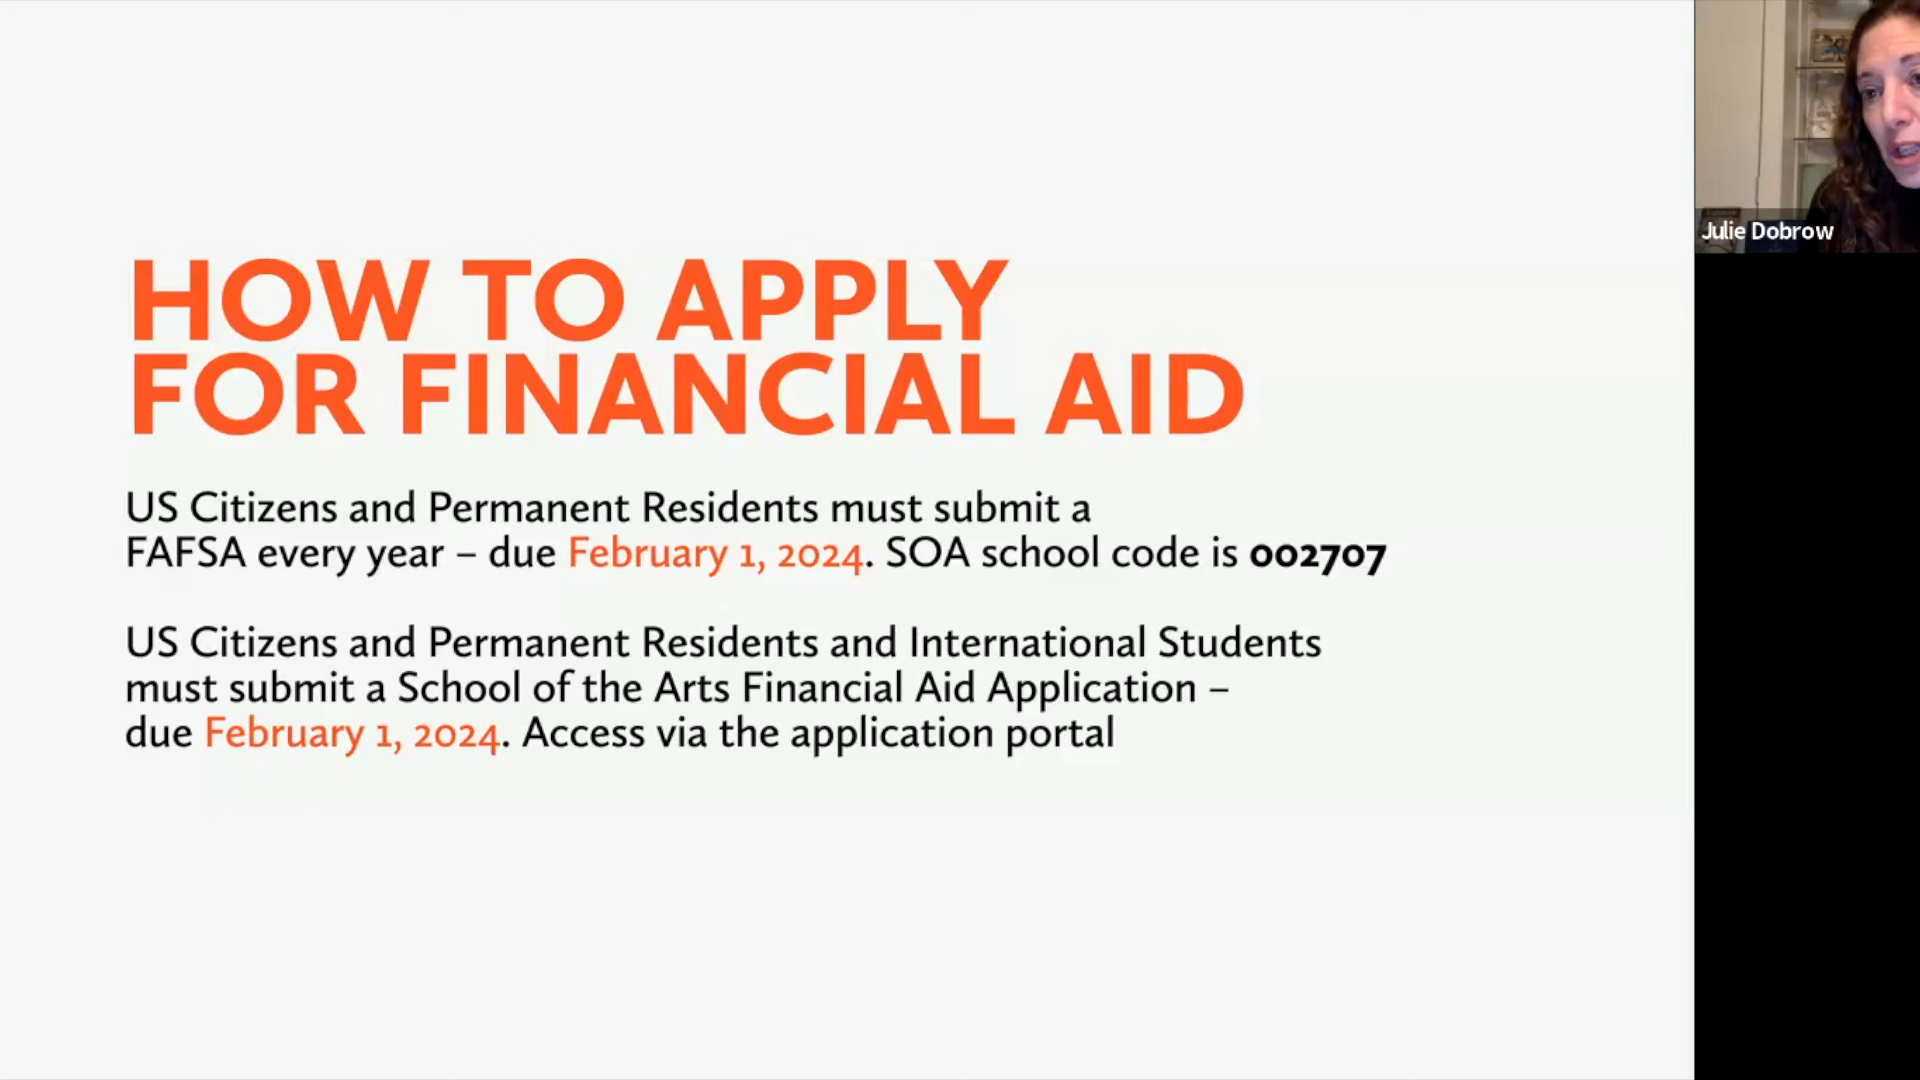 HOW TO APPLY
FOR FINANCIAL AID
US Citizens and Permanent Residents must submit a
FAFSA every year – due February 1, 2024. SOA school code is 002707
US Citizens and Permanent Residents and International Students
must submit a School of the Arts Financial Aid Application –
due February 1, 2024. Access via the application portal
Julie Dobrow